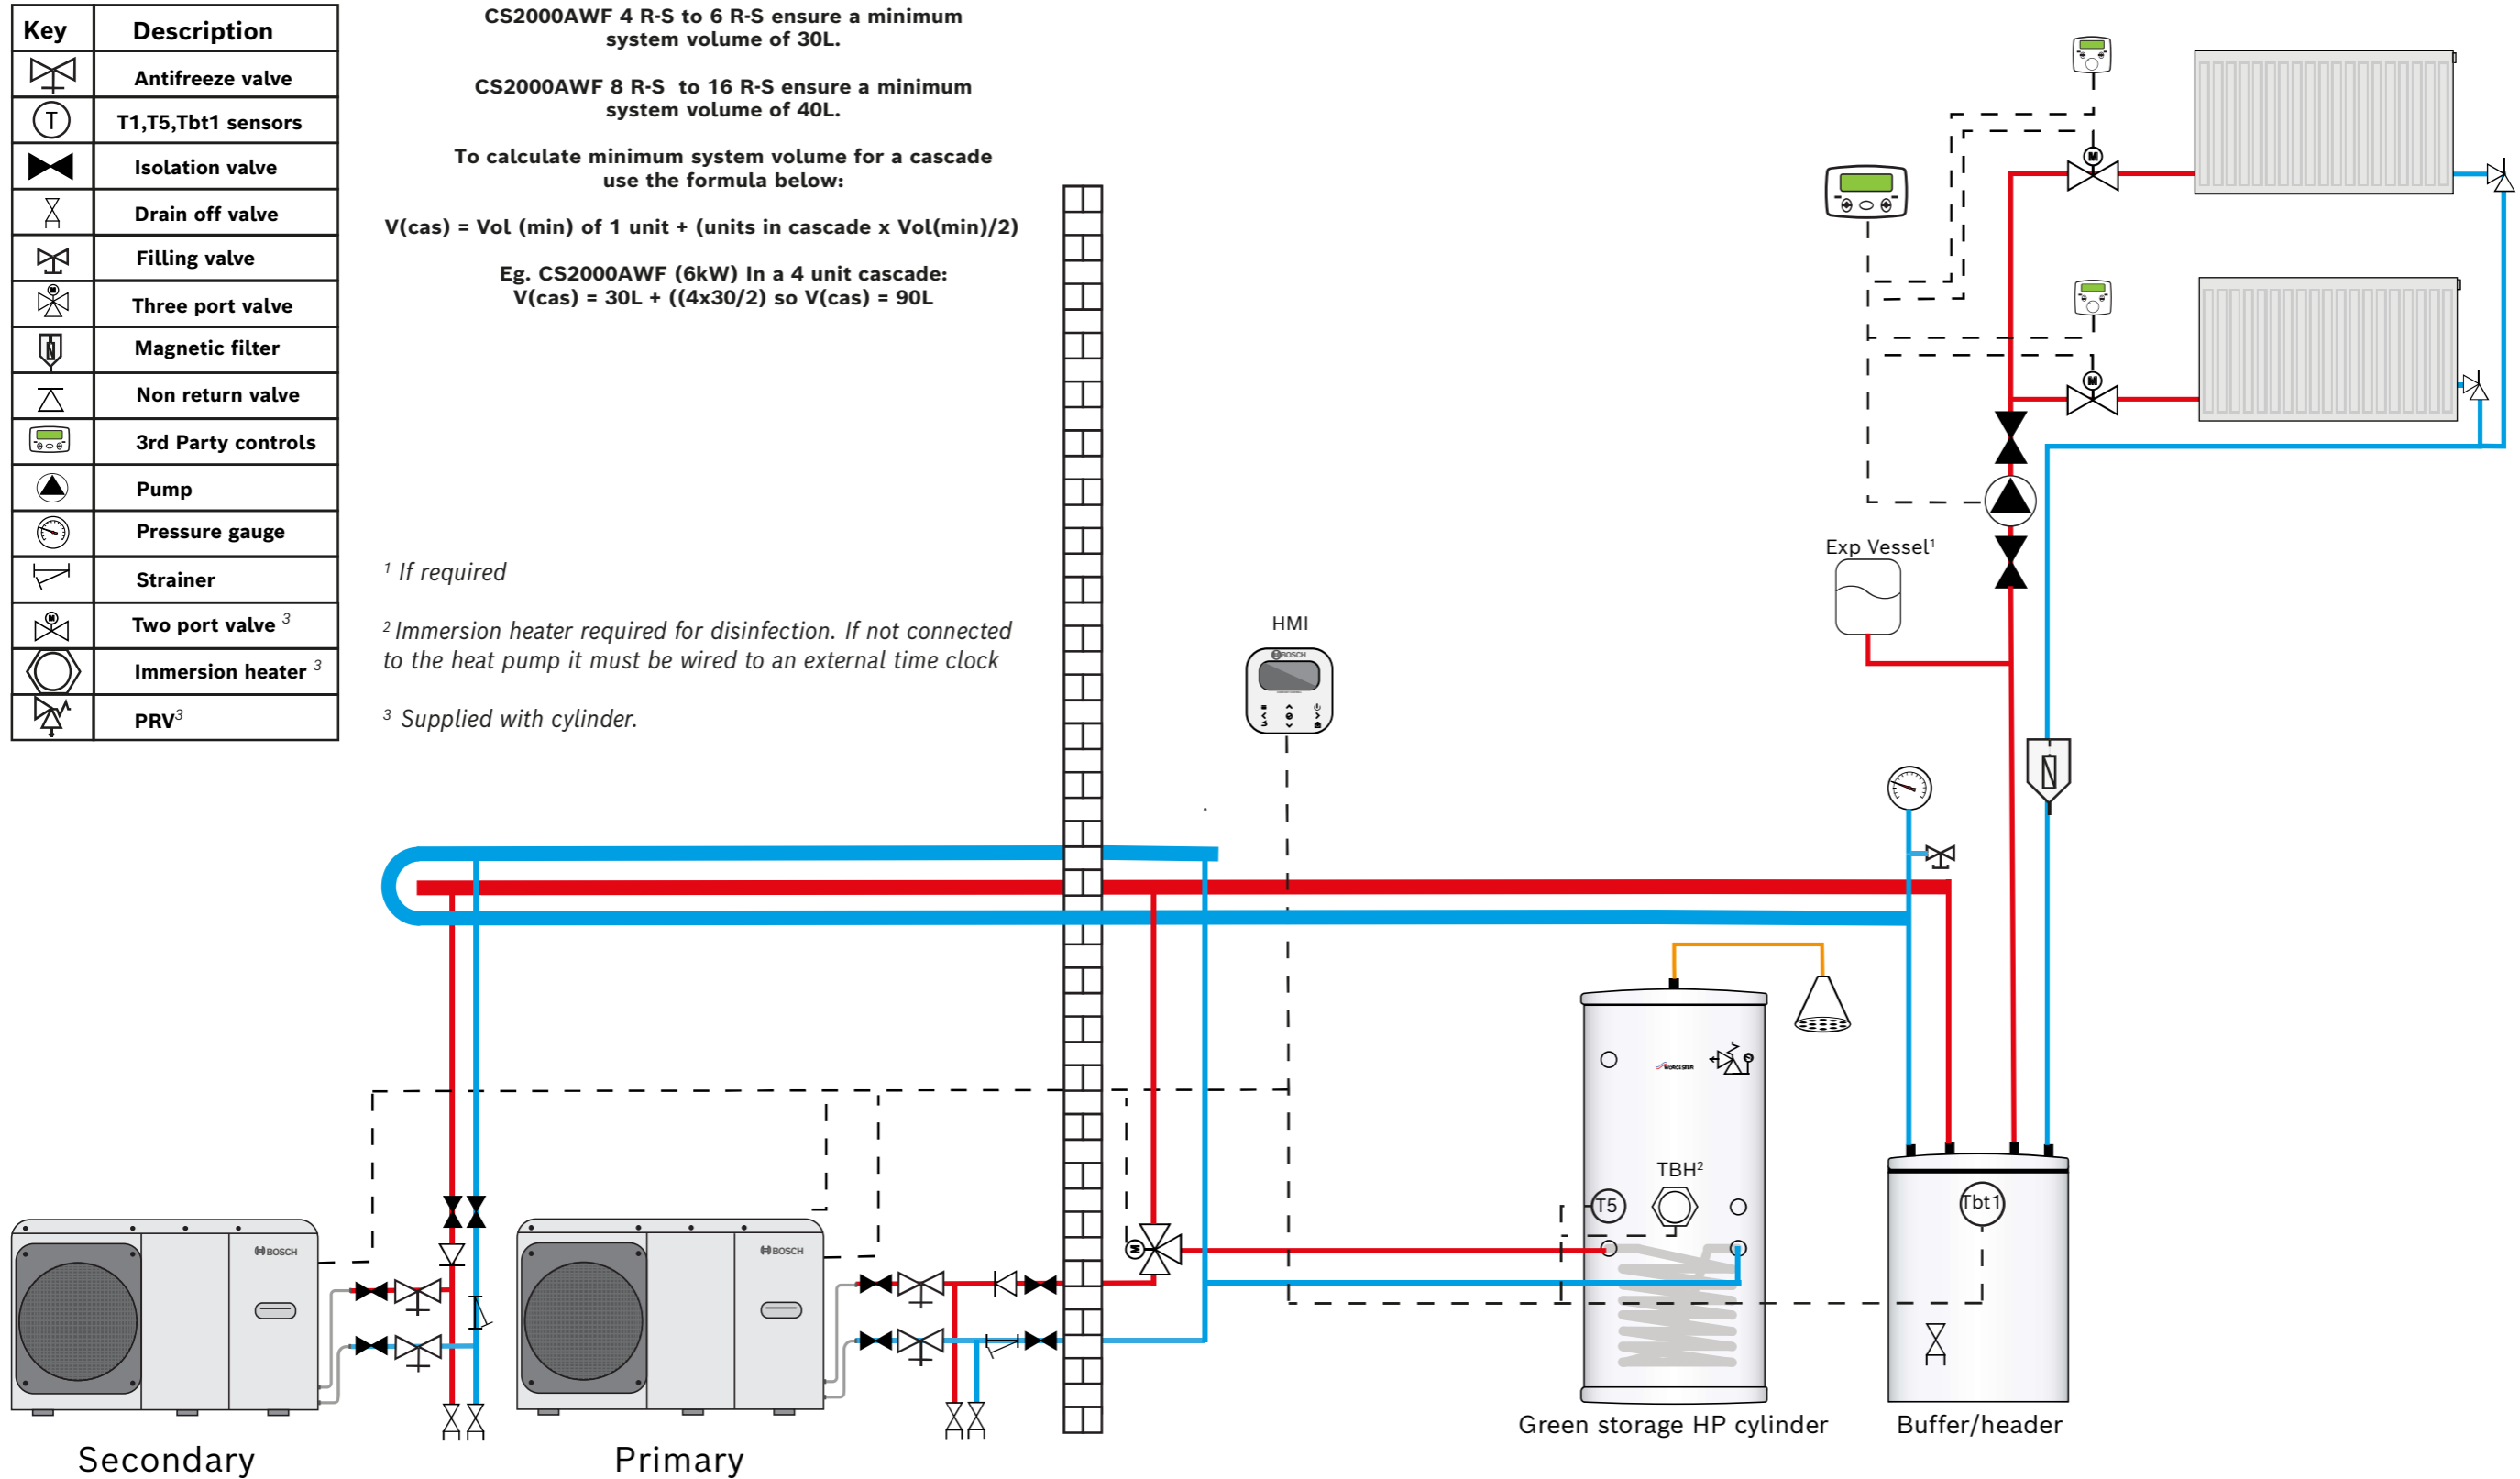 Key Description
Antifreeze valve
T T1,T5,Tbt1 sensors
Isolation valve
Drain off valve
Filling valve
M Three port valve
Magnetic filter
Non return valve
3rd Party controls
Pump
Pressure gauge
Strainer
M Two port valve 3
Immersion heater 3
PRV3
CS2000AWF 4 R-S to 6 R-S ensure a minimum
system volume of 30L.
CS2000AWF 8 R-S to 16 R-S ensure a minimum
system volume of 40L.
To calculate minimum system volume for a cascade
use the formula below:
V(cas) = Vol (min) of 1 unit + (units in cascade x Vol(min)/2)
Eg. CS2000AWF (6kW) In a 4 unit cascade:
V(cas) = 30L + ((4x30/2) so V(cas) = 90L
1 If required
2 Immersion heater required for disinfection. If not connected
to the heat pump it must be wired to an external time clock
3 Supplied with cylinder.
M
M
Exp Vessel1
HMI
BOSCH
WORCESTER
TBH2
T5
Tbt1
M
BOSCH
BOSCH
Green storage HP cylinder
Buffer/header
Secondary
Primary